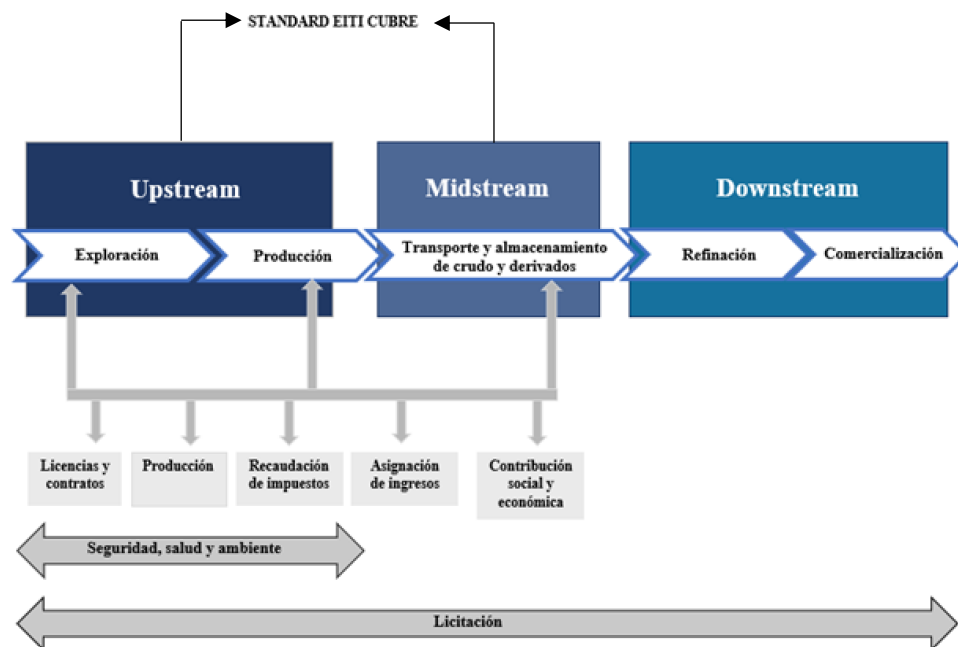 STANDARD EITI CUBRE
Upstream
Midstream
Downstream
Exploración
Producción
Transporte y almacenamiento
de crudo y derivados
Refinación
Comercialización
Licencias y
contratos
Producción
Recaudación
de impuestos
Asignación
de ingresos
Contribución
social y
económica
Seguridad, salud y ambiente
Licitación